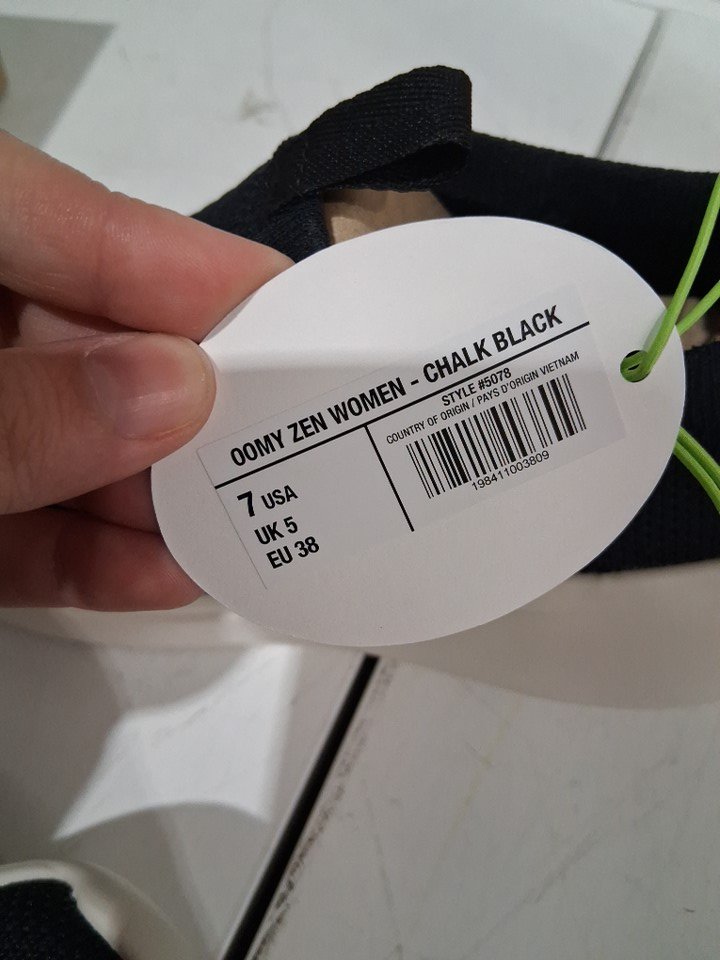 OOMY ZEN WOMEN - CHALK BLACK
STYLE #5078
COUNTRY OF ORIGIN / PAYS D'ORIGIN VIETNAM
198411003809
7 USA
UK 5
EU 38